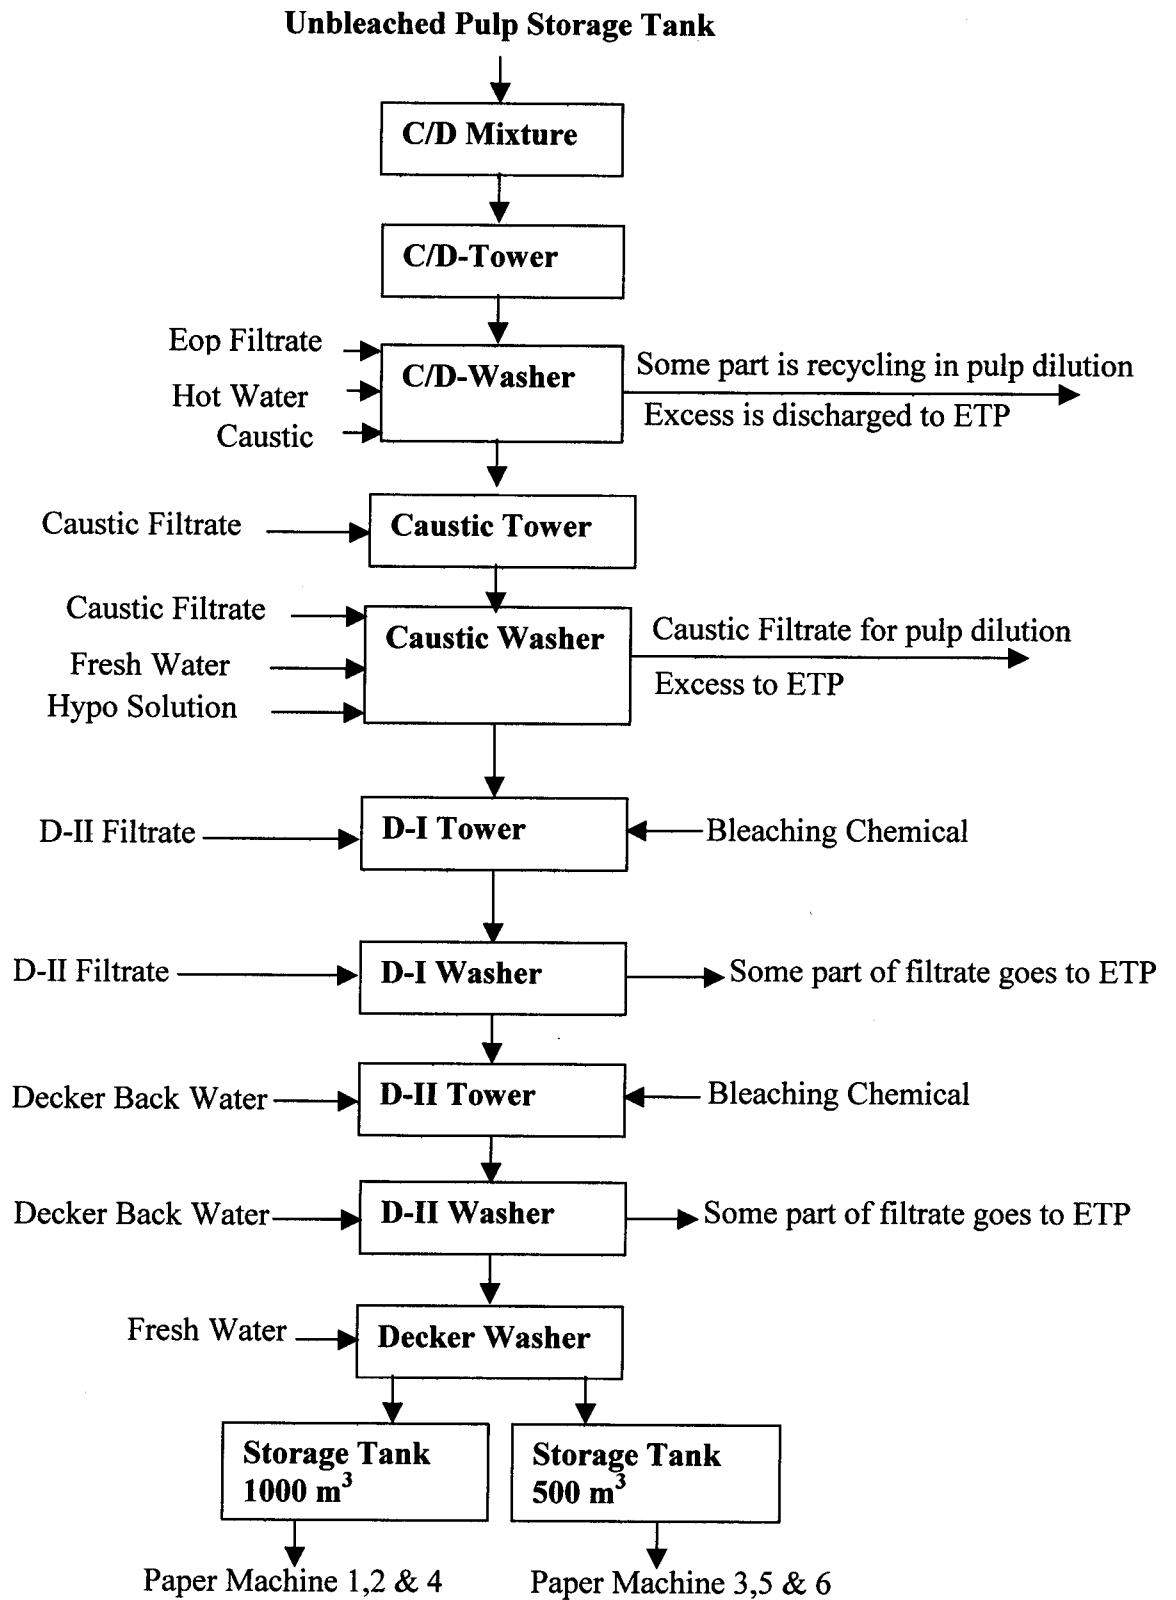 Unbleached Pulp Storage Tank
C/D Mixture
C/D-Tower
Eop Filtrate
Hot Water
Caustic
C/D-Washer
Some part is recycling in pulp dilution
Excess is discharged to ETP
Caustic Filtrate
Caustic Tower
Caustic Filtrate
Fresh Water
Hypo Solution
Caustic Washer
Caustic Filtrate for pulp dilution
Excess to ETP
D-II Filtrate
D-I Tower
Bleaching Chemical
D-II Filtrate
D-I Washer
Some part of filtrate goes to ETP
Decker Back Water
D-II Tower
Bleaching Chemical
Decker Back Water
D-II Washer
Some part of filtrate goes to ETP
Fresh Water
Decker Washer
Storage Tank
1000 m³
Storage Tank
500 m³
Paper Machine 1,2 & 4
Paper Machine 3,5 & 6